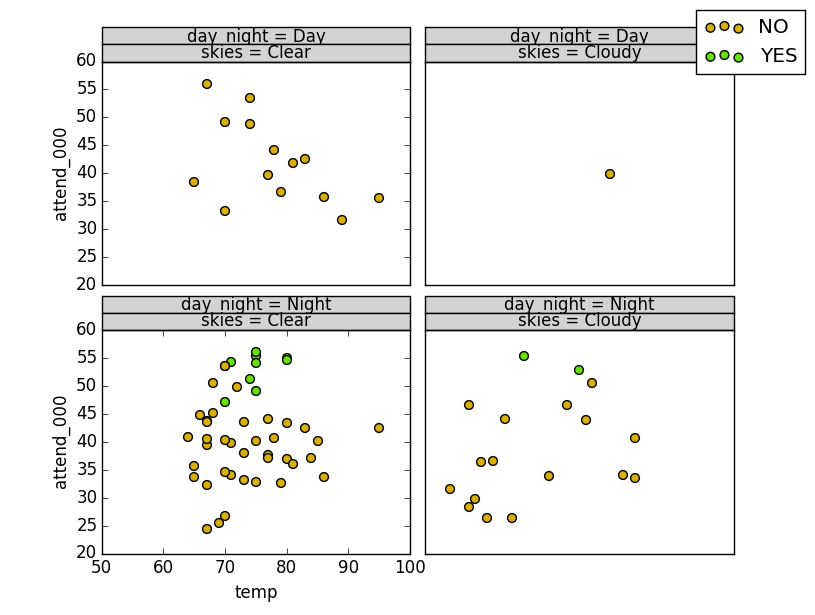 NO
YES
day_night = Day
skies = Clear
day_night = Day
skies = Cloudy
60
55
50
45
40
35
30
25
20
attend_000
day_night = Night
skies = Clear
day_night = Night
skies = Cloudy
60
55
50
45
40
35
30
25
20
attend_000
50 60 70 80 90 100
temp